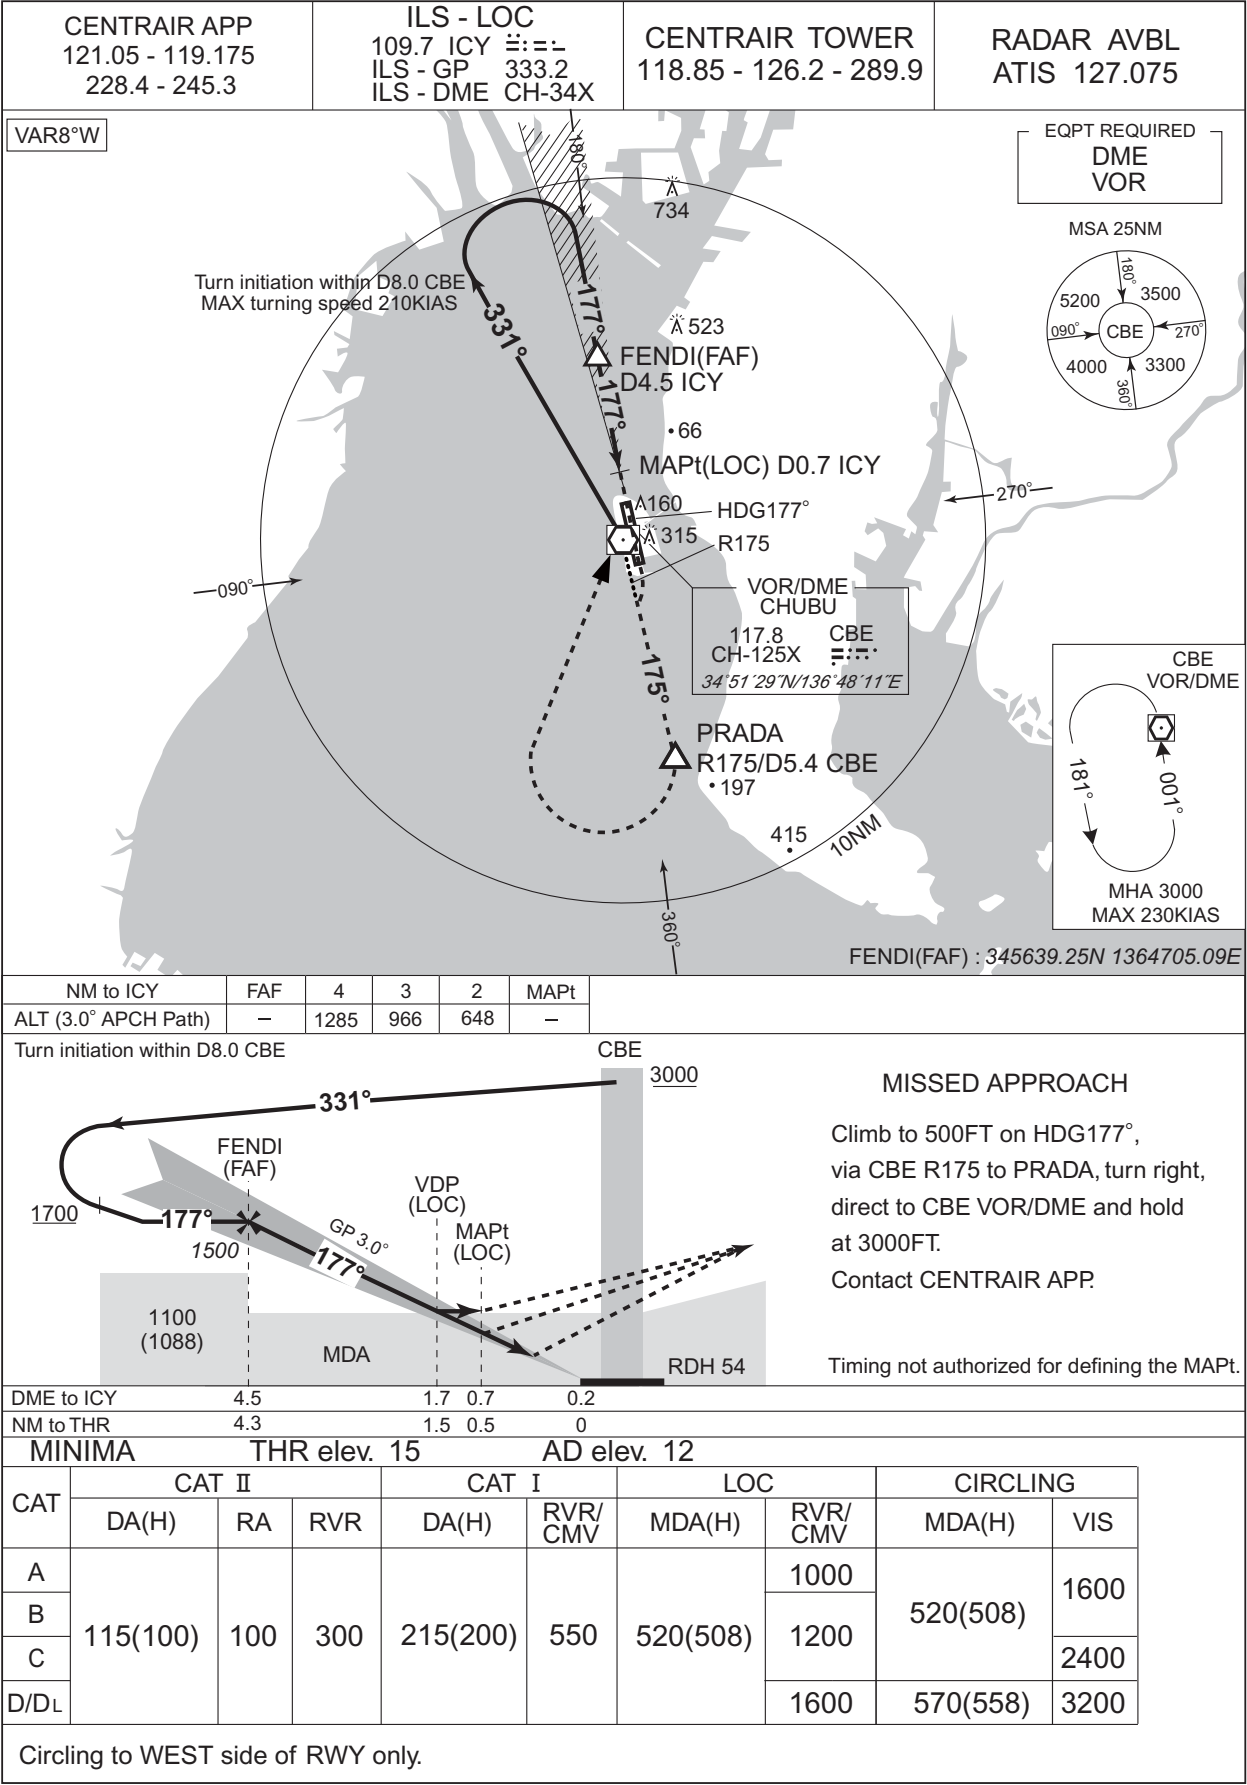 CENTRAIR APP
121.05 - 119.175
228.4 - 245.3
ILS - LOC
109.7 ICY
ILS - GP 333.2
ILS - DME CH-34X
CENTRAIR TOWER
118.85 - 126.2 - 289.9
RADAR AVBL
ATIS 127.075
VAR8°W
EQPT REQUIRED
DME
VOR
180°
734
MSA 25NM
180°
5200 3500
090° CBE 270°
4000 3300
360°
Turn initiation within D8.0 CBE
MAX turning speed 210KIAS
331°
177°
523
FENDI(FAF)
D4.5 ICY
177°
66
MAPt(LOC) D0.7 ICY
160
HDG177°
315
R175
270°
090°
VOR/DME
CHUBU
117.8 CBE
CH-125X
34°51´29˝N/136°48´11˝E
175°
PRADA
R175/D5.4 CBE
197
415
10NM
360°
CBE
VOR/DME
181°
001°
MHA 3000
MAX 230KIAS
FENDI(FAF) : 345639.25N 1364705.09E
NM to ICY FAF 4 3 2 MAPt
ALT (3.0° APCH Path) – 1285 966 648 –
Turn initiation within D8.0 CBE
CBE
3000
331°
FENDI
(FAF)
VDP
(LOC)
MAPt
(LOC)
1700
177°
1500
GP 3.0°
177°
1100
(1088)
MDA
RDH 54
MISSED APPROACH
Climb to 500FT on HDG177°,
via CBE R175 to PRADA, turn right,
direct to CBE VOR/DME and hold
at 3000FT.
Contact CENTRAIR APP.
Timing not authorized for defining the MAPt.
DME to ICY 4.5 1.7 0.7 0.2
NM to THR 4.3 1.5 0.5 0
MINIMA THR elev. 15 AD elev. 12
CAT CAT Ⅱ CAT Ⅰ LOC CIRCLING
DA(H) RA RVR DA(H) RVR/CMV MDA(H) RVR/CMV MDA(H) VIS
A 1000 1600
B 115(100) 100 300 215(200) 550 520(508) 1200 520(508)
C 2400
D/DL 1600 570(558) 3200
Circling to WEST side of RWY only.